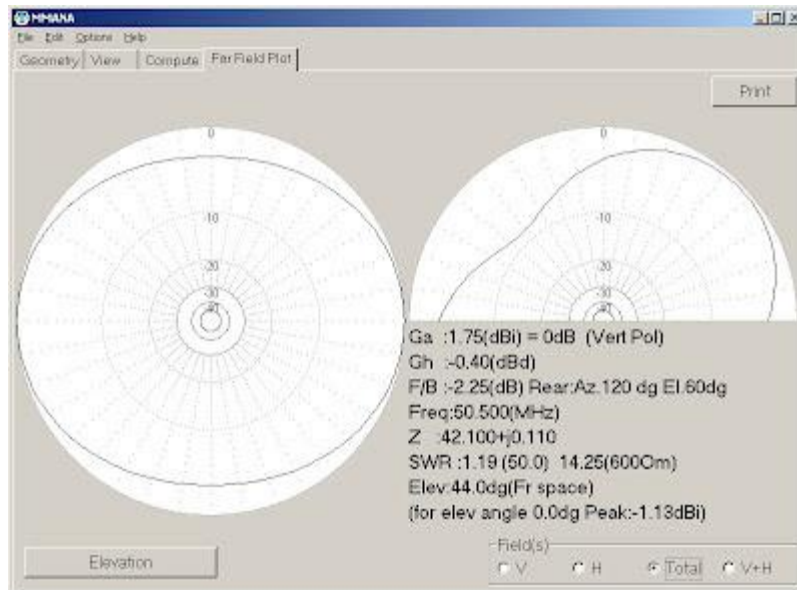 MMANA
File Edit Options Help
Geometry View Compute Far Field Plot
Print
0
-10
-20
-30
0
-10
-20
-30
Ga :1.75(dBi) = 0dB (Vert Pol)
Gh :-0.40(dBd)
F/B :-2.25(dB) Rear:Az.120 dg El.60dg
Freq:50.500(MHz)
Z :42.100+j0.110
SWR :1.19 (50.0) 14.25(600Om)
Elev:44.0dg(Fr space)
(for elev angle 0.0dg Peak:-1.13dBi)
Elevation
Field(s)
V H Total V+H